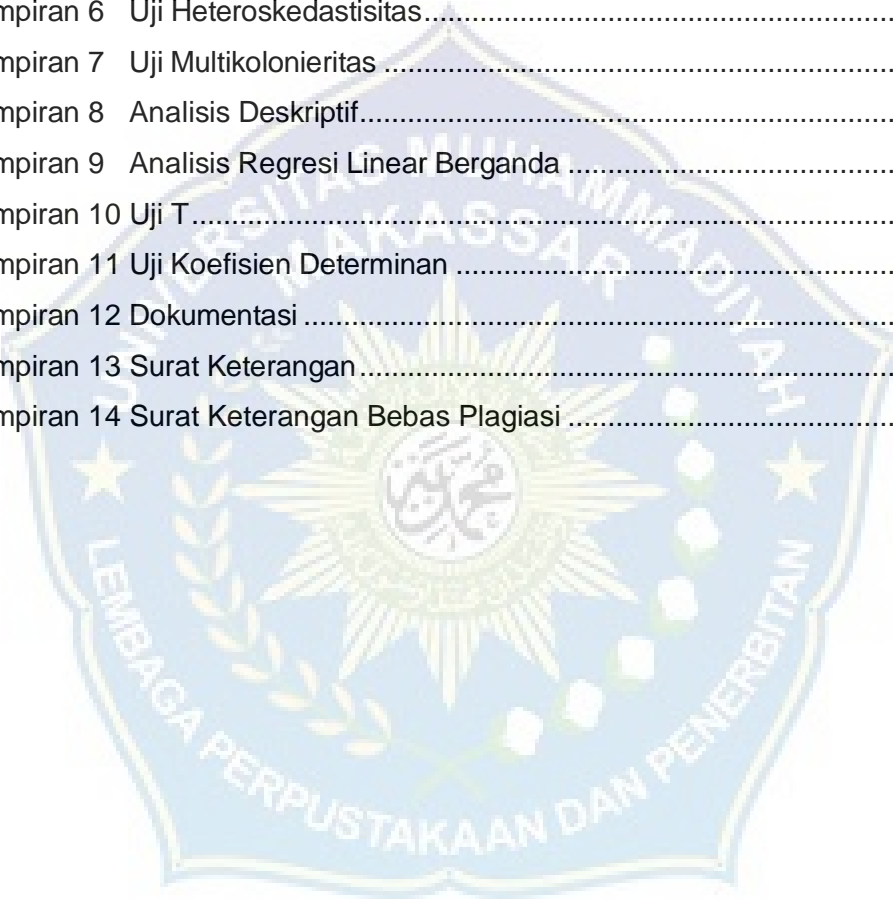 mpiran 6 Uji Heteroskedastisitas........................................................
mpiran 7 Uji Multikolonieritas ........................................................
mpiran 8 Analisis Deskriptif........................................................
mpiran 9 Analisis Regresi Linear Berganda ........................................
mpiran 10 Uji T........................................................
mpiran 11 Uji Koefisien Determinan ........................................
mpiran 12 Dokumentasi ........................................................
mpiran 13 Surat Keterangan........................................................
mpiran 14 Surat Keterangan Bebas Plagiasi ........................................
UNIVERSITAS MUHAMMADIYAH
MAKASSAR
LEMBAGA PERPUSTAKAAN DAN PENERBITAN